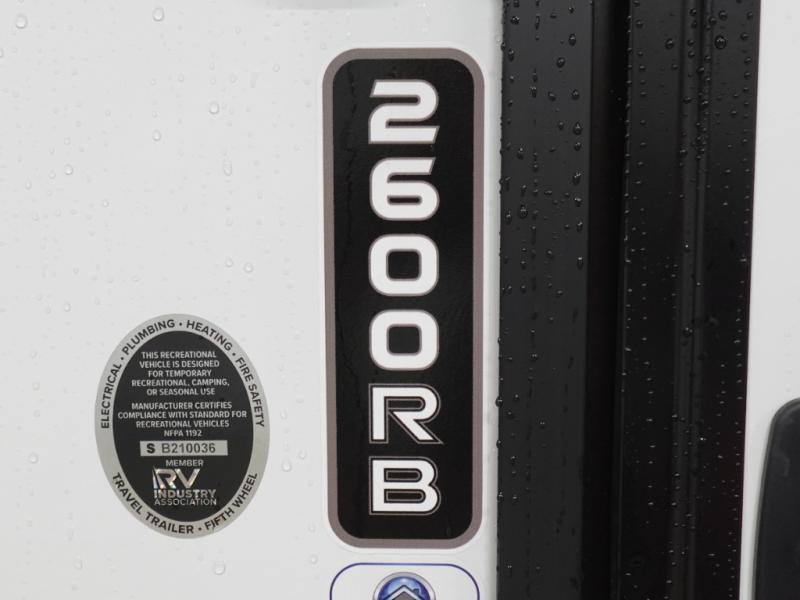 2600RB
ELECTRICAL • PLUMBING • HEATING • FIRE SAFETY
THIS RECREATIONAL
VEHICLE IS DESIGNED
FOR TEMPORARY
RECREATIONAL, CAMPING,
OR SEASONAL USE
MANUFACTURER CERTIFIES
COMPLIANCE WITH STANDARD FOR
RECREATIONAL VEHICLES
NFPA 1192
S B210036
MEMBER
RV
INDUSTRY
ASSOCIATION
TRAVEL TRAILER • FIFTH WHEEL